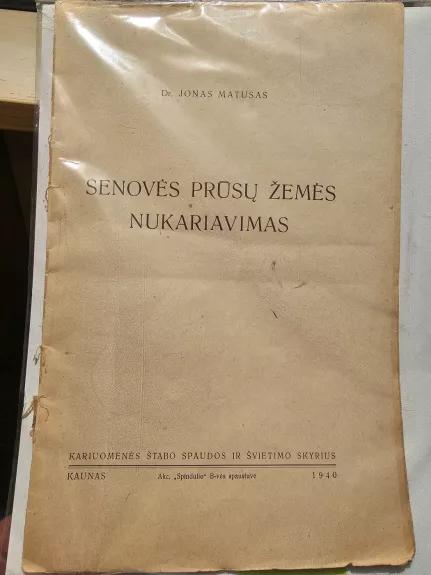 Dr. JONAS MATUSAS
SENOVĖS PRŪSŲ ŽEMĖS
NUKARIAVIMAS
KARIUOMENĖS ŠTABO SPAUDOS IR ŠVIETIMO SKYRIUS
KAUNAS Akc. „Spindulio“ B-vės spaustuvė 1940